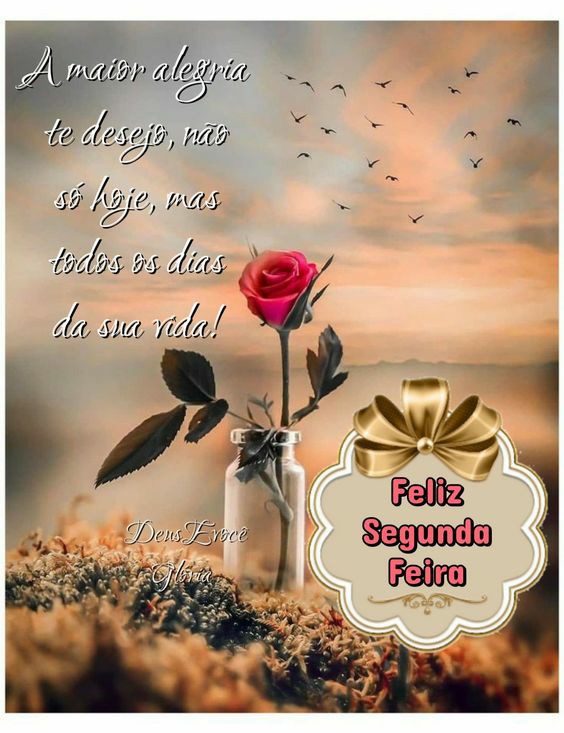 A maior alegria
te desejo, não
só hoje, mas
todos os dias
da sua vida!
DeusEvocê
Glória
Feliz
Segunda
Feira